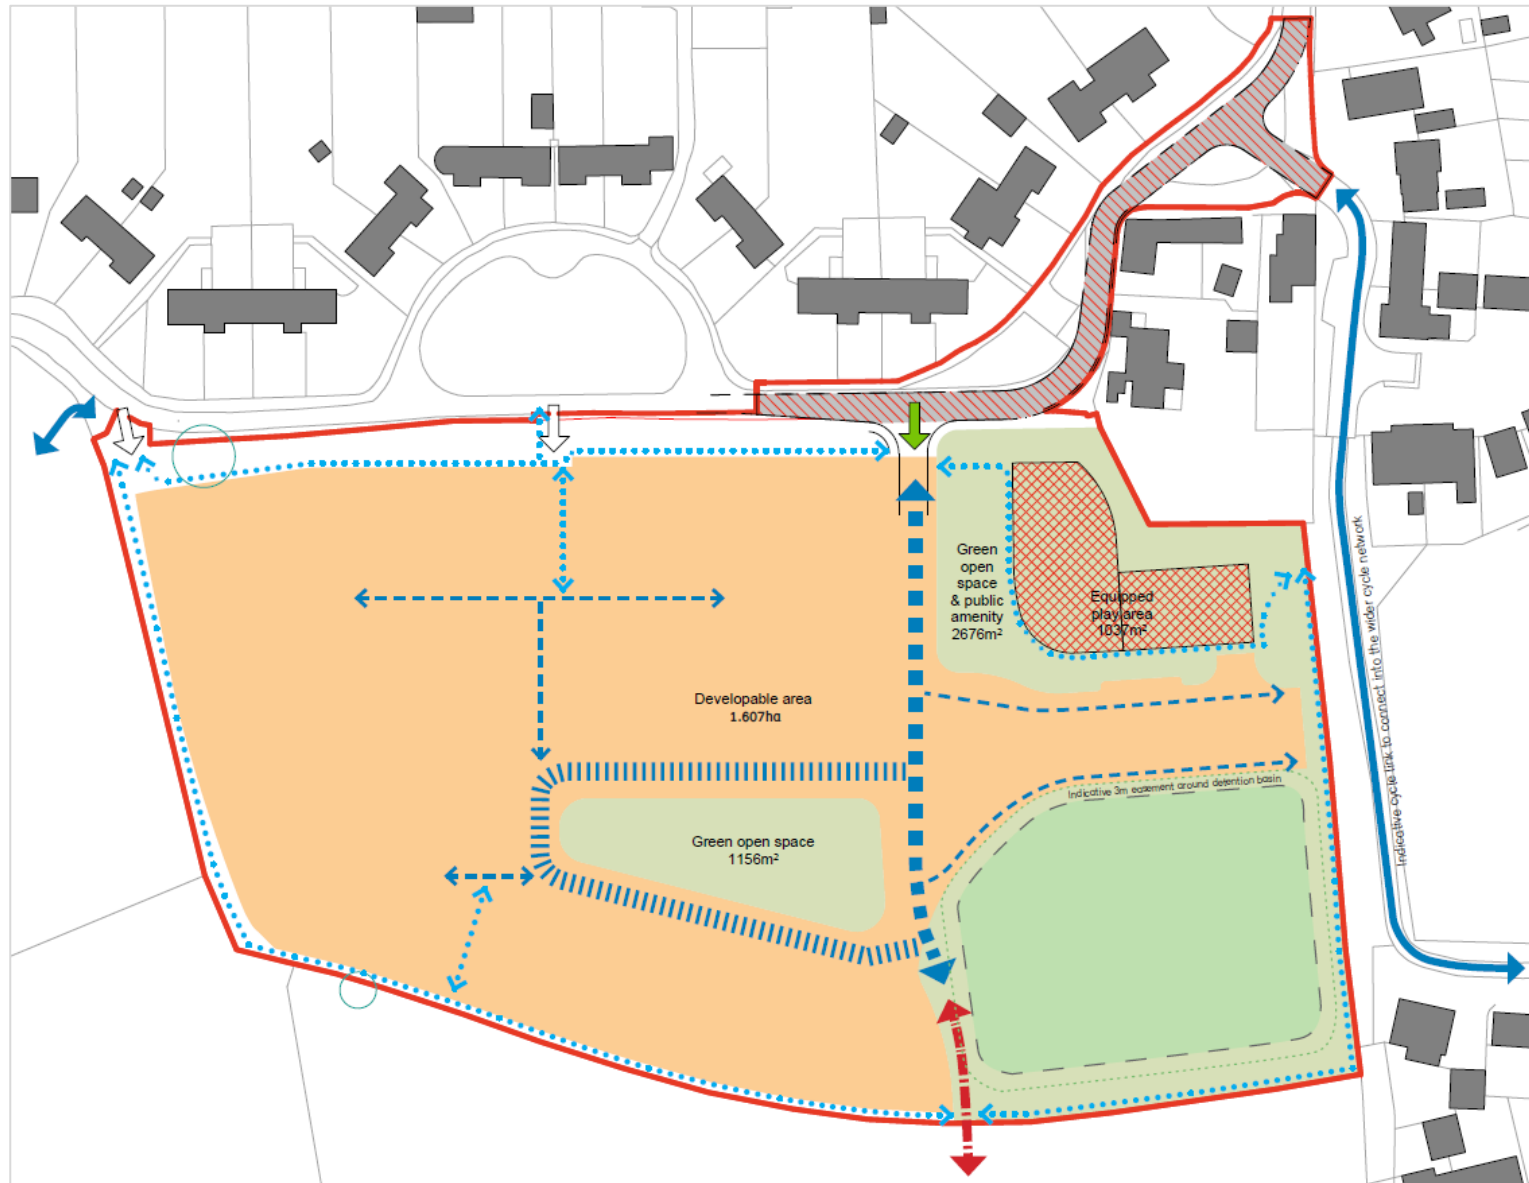 Green
open
space
& public
amenity
2676m²
Equipped
play area
1037m²
Developable area
1.607ha
Indicative 3m easement around detention basin
Green open space
1156m²
Indicative cycle link to connect into the wider cycle network